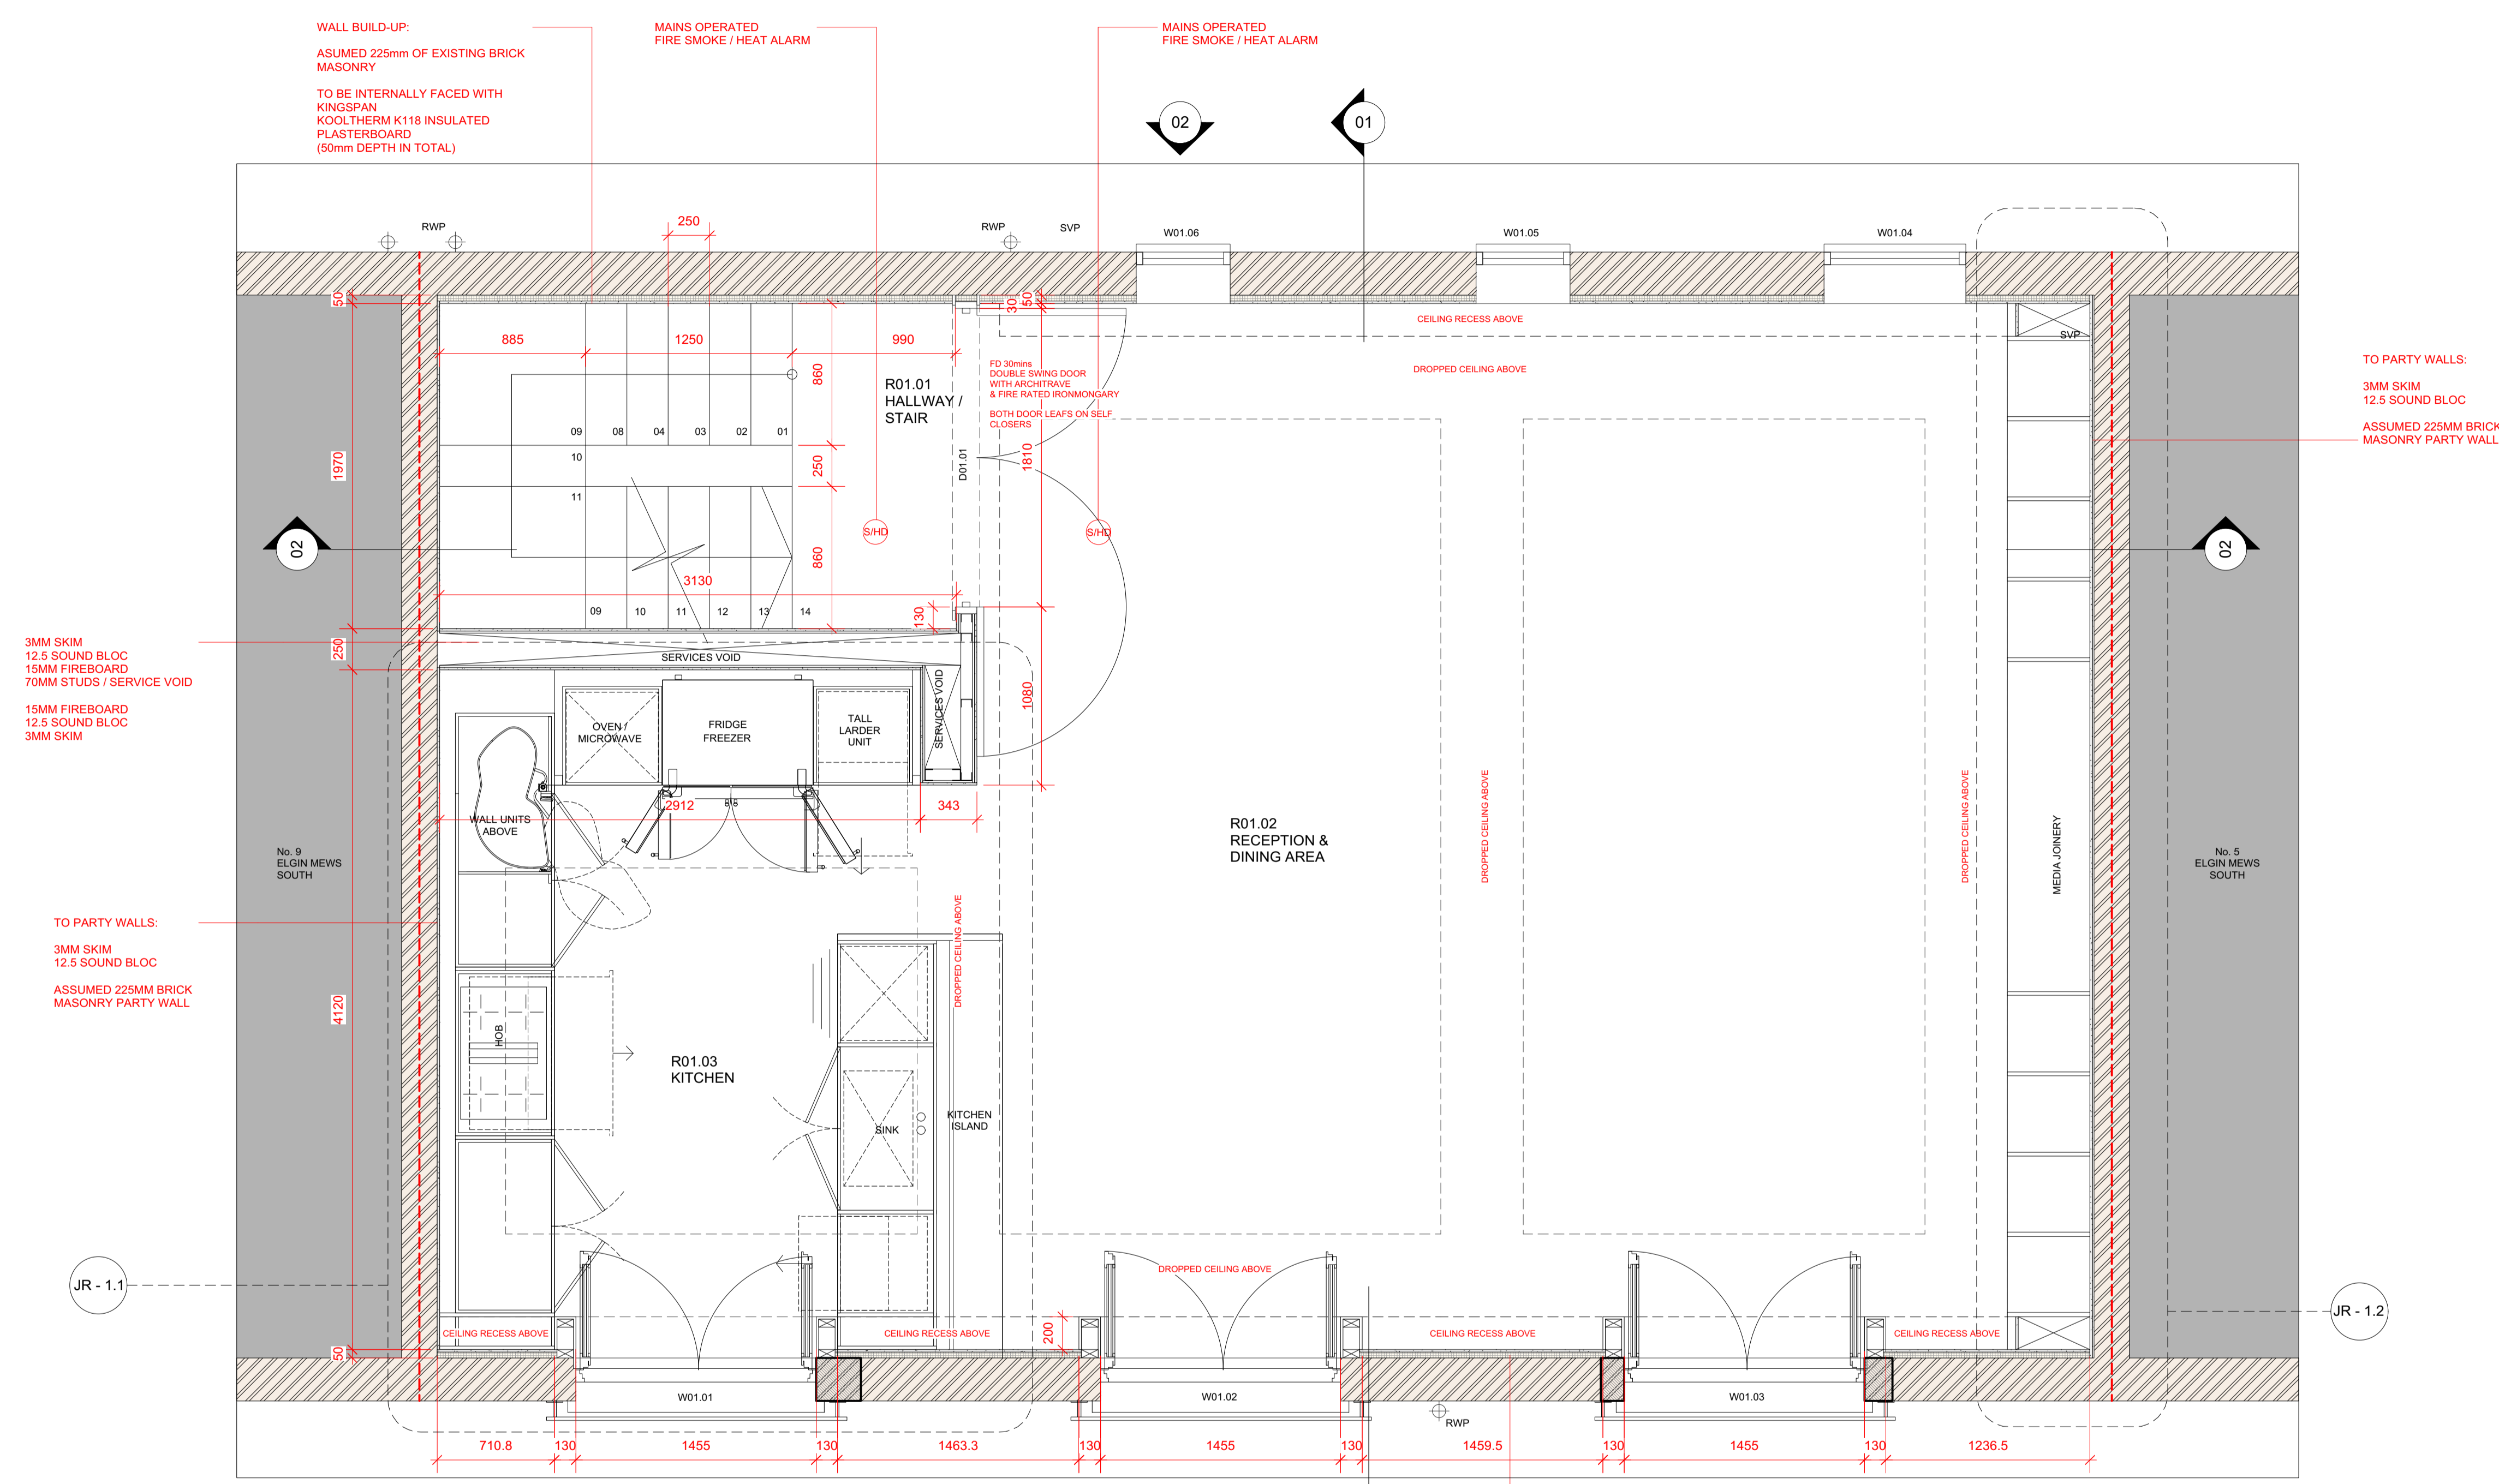 WALL BUILD-UP:
ASUMED 225mm OF EXISTING BRICK
MASONRY
TO BE INTERNALLY FACED WITH
KINGSPAN
KOOLTHERM K118 INSULATED
PLASTERBOARD
(50mm DEPTH IN TOTAL)
MAINS OPERATED
FIRE SMOKE / HEAT ALARM
MAINS OPERATED
FIRE SMOKE / HEAT ALARM
02
01
RWP
250
RWP
SVP
W01.06
W01.05
W01.04
50
30
50
CEILING RECESS ABOVE
SVP
885
1250
990
860
DROPPED CEILING ABOVE
FD 30mins
DOUBLE SWING DOOR
WITH ARCHITRAVE
& FIRE RATED IRONMONGARY
BOTH DOOR LEAFS ON SELF
CLOSERS
R01.01
HALLWAY /
STAIR
TO PARTY WALLS:
3MM SKIM
12.5 SOUND BLOC
ASSUMED 225MM BRICK
MASONRY PARTY WALL
09
08
04
03
02
01
10
11
1970
250
D01.01
1810
02
S/HD
S/HD
02
860
3130
09
10
11
12
13
14
130
3MM SKIM
12.5 SOUND BLOC
15MM FIREBOARD
70MM STUDS / SERVICE VOID
15MM FIREBOARD
12.5 SOUND BLOC
3MM SKIM
250
SERVICES VOID
SERVICES VOID
1080
OVEN /
MICROWAVE
FRIDGE
FREEZER
TALL
LARDER
UNIT
2912
343
WALL UNITS
ABOVE
R01.02
RECEPTION &
DINING AREA
DROPPED CEILING ABOVE
DROPPED CEILING ABOVE
MEDIA JOINERY
No. 9
ELGIN MEWS
SOUTH
No. 5
ELGIN MEWS
SOUTH
TO PARTY WALLS:
3MM SKIM
12.5 SOUND BLOC
ASSUMED 225MM BRICK
MASONRY PARTY WALL
DROPPED CEILING ABOVE
4120
HOB
R01.03
KITCHEN
KITCHEN
ISLAND
SINK
JR - 1.1
DROPPED CEILING ABOVE
JR - 1.2
CEILING RECESS ABOVE
CEILING RECESS ABOVE
200
CEILING RECESS ABOVE
CEILING RECESS ABOVE
50
W01.01
W01.02
W01.03
RWP
710.8
130
1455
130
1463.3
130
1455
130
1459.5
130
1455
130
1236.5